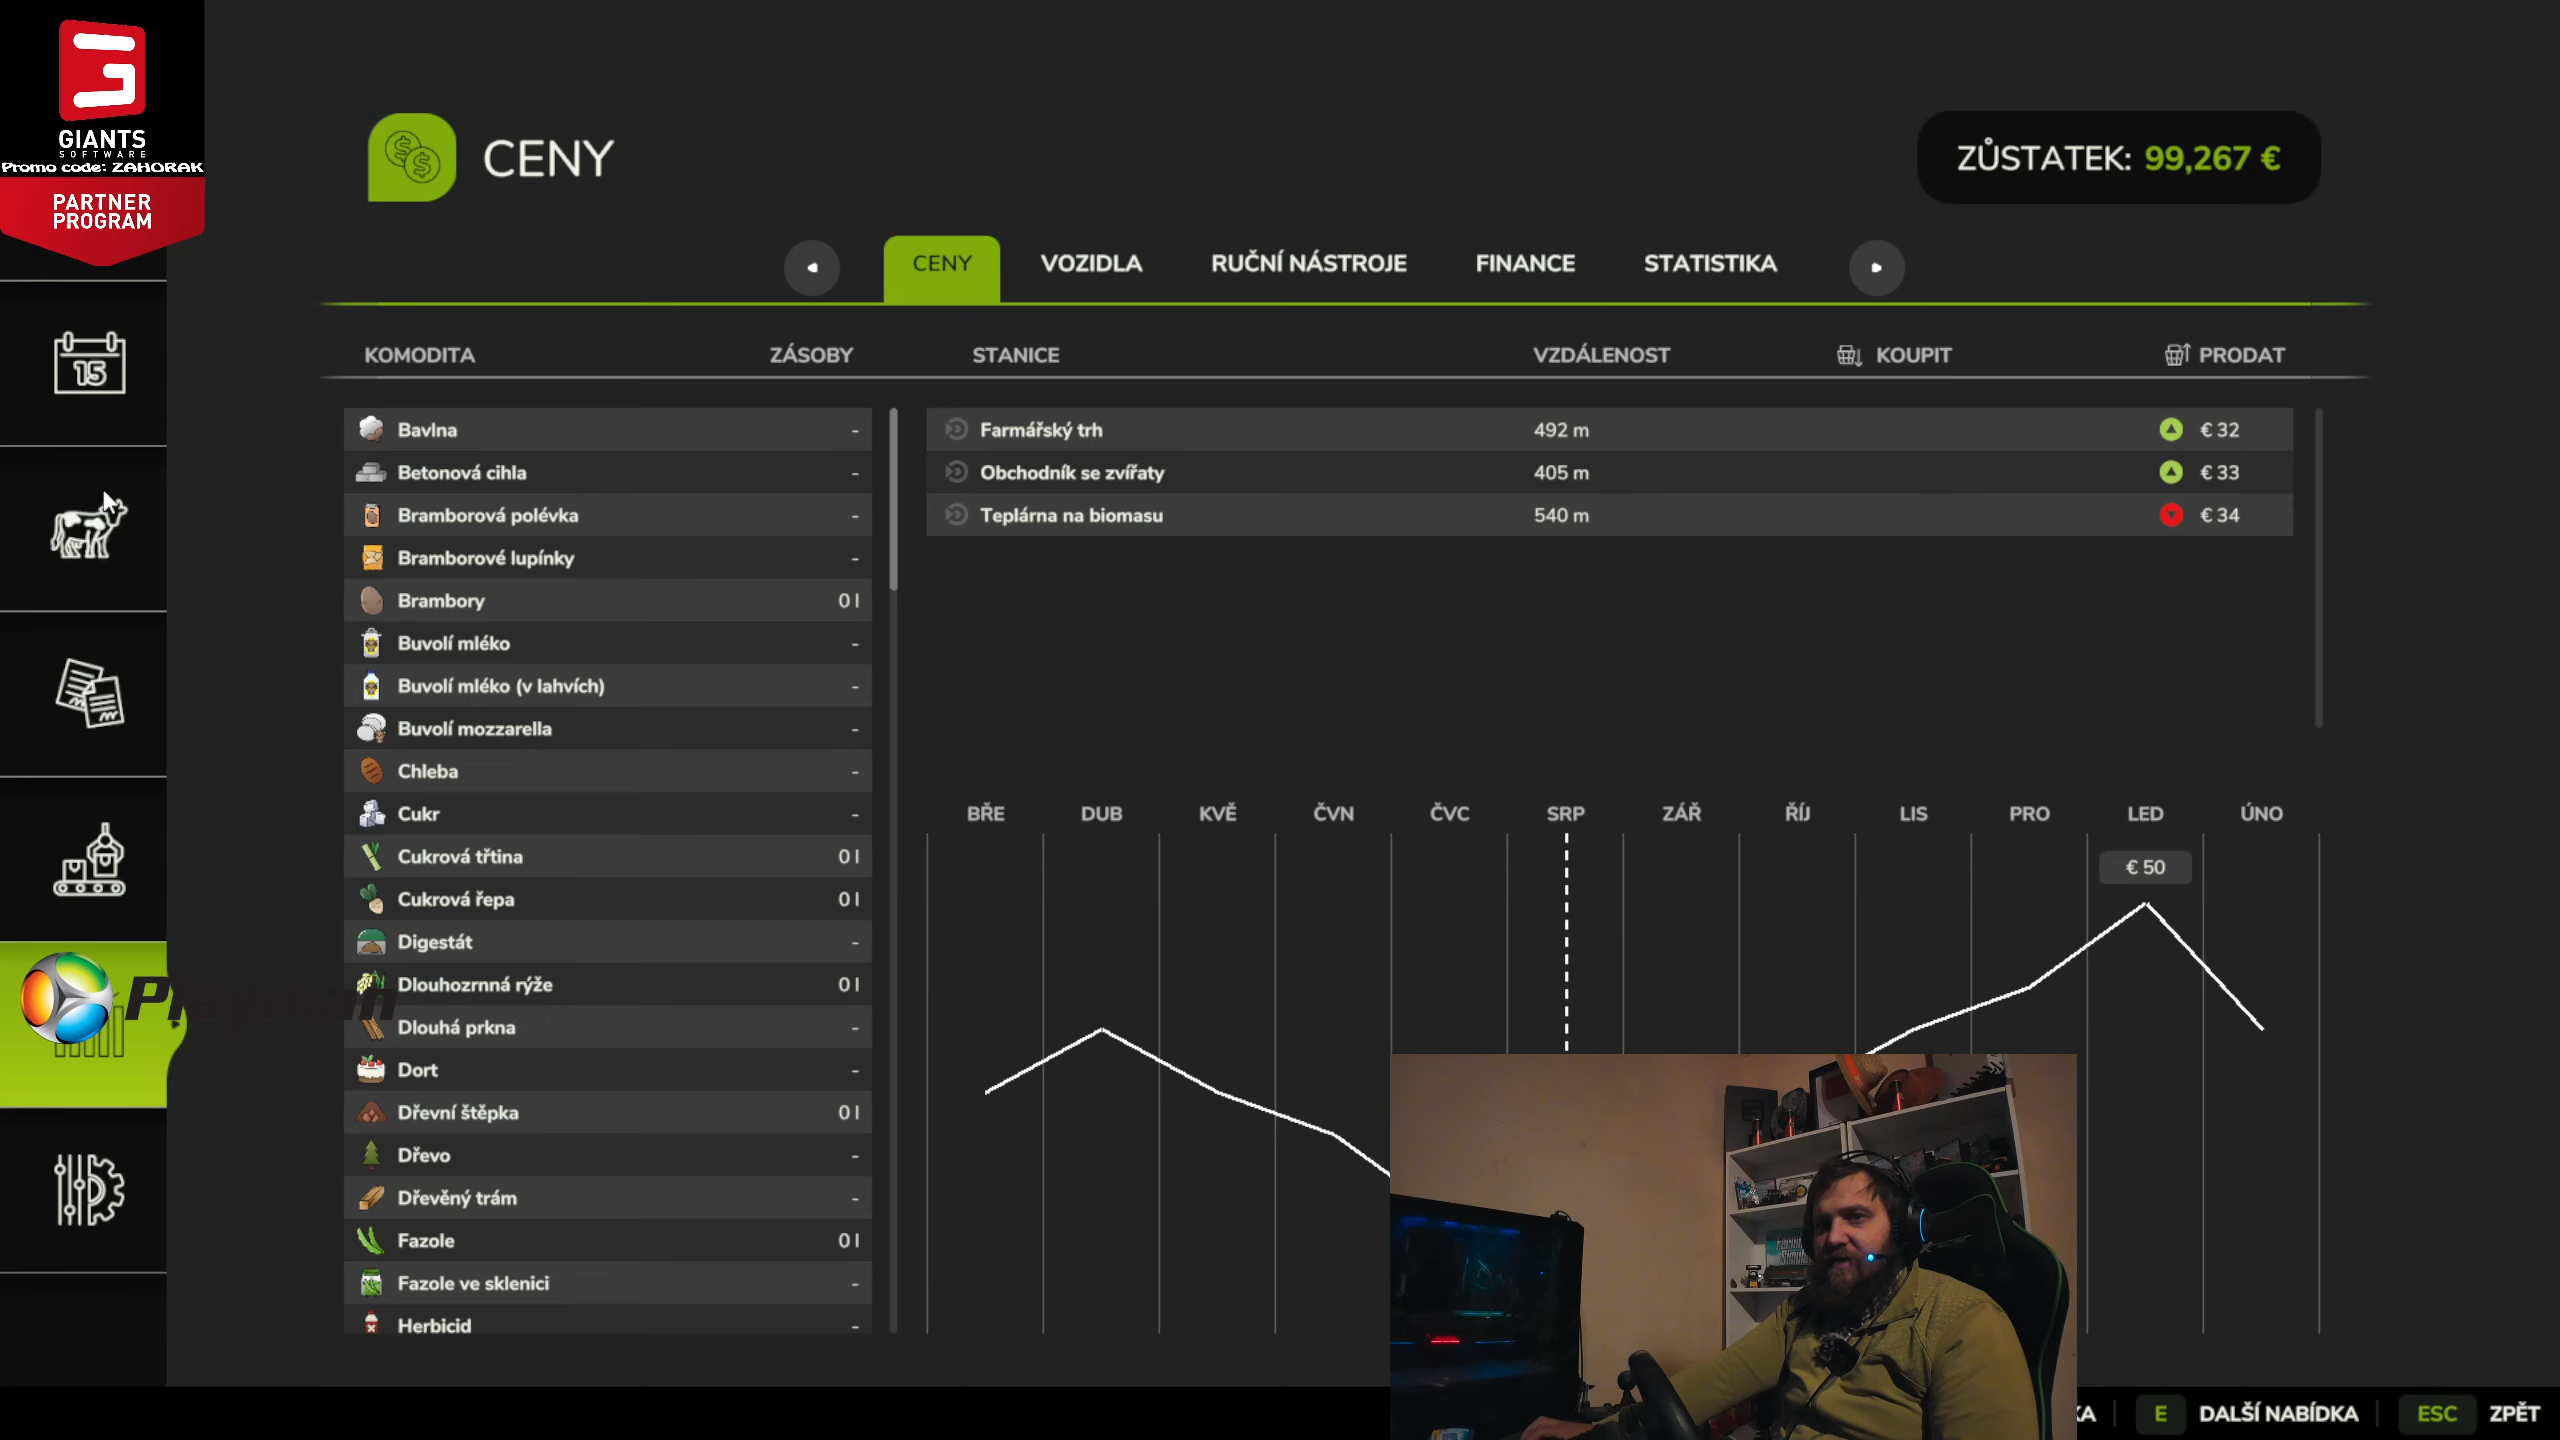 GIANTS
SOFTWARE
Promo code: ZAHORAK
PARTNER
PROGRAM
CENY
ZŮSTATEK: 99,267 €
CENY VOZIDLA RUČNÍ NÁSTROJE FINANCE STATISTIKA
KOMODITA ZÁSOBY STANICE VZDÁLENOST KOUPIT PRODAT
15
Bavlna -
Betonová cihla -
Bramborová polévka -
Bramborové lupínky -
Brambory 0 l
Buvolí mléko -
Buvolí mléko (v lahvích) -
Buvolí mozzarella -
Chleba -
Cukr -
Cukrová třtina 0 l
Cukrová řepa 0 l
Digestát -
Dlouhozrnná rýže 0 l
Dlouhá prkna -
Dort -
Dřevní štěpka 0 l
Dřevo -
Dřevěný trám -
Fazole 0 l
Fazole ve sklenici -
Herbicid -
Farmářský trh 492 m € 32
Obchodník se zvířaty 405 m € 33
Teplárna na biomasu 540 m € 34
BŘE DUB KVĚ ČVN ČVC SRP ZÁŘ ŘÍJ LIS PRO LED ÚNO
€ 50
Playman
E DALŠÍ NABÍDKA ESC ZPĚT